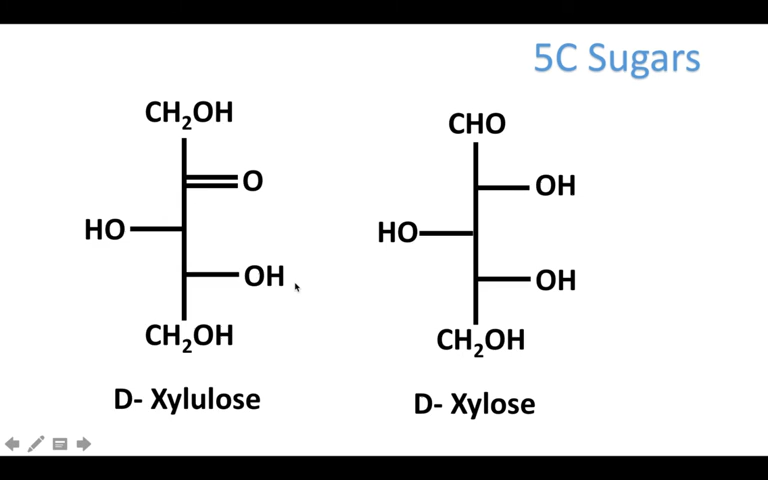 5C Sugars
CH₂OH
O
HO
OH
CH₂OH
D- Xylulose
CHO
OH
HO
OH
CH₂OH
D- Xylose